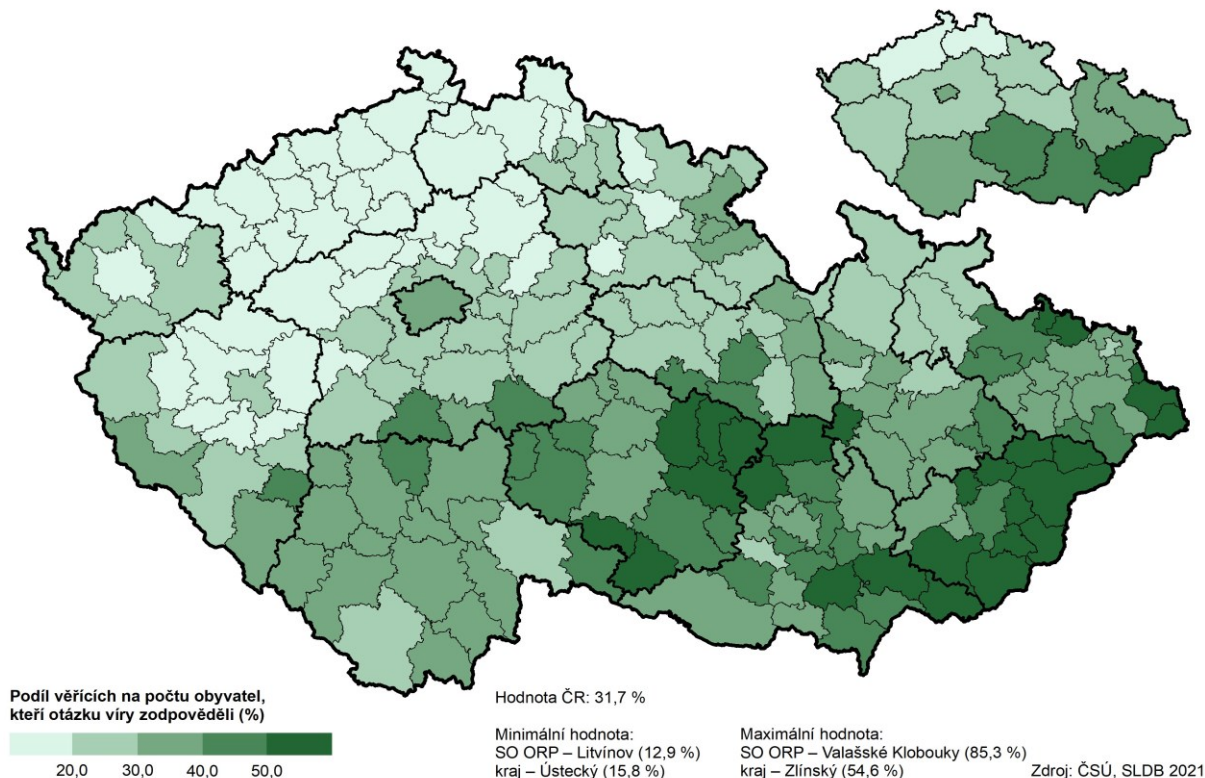 Podíl věřících na počtu obyvatel,
kteří otázku víry zodpověděli (%)
20,0 30,0 40,0 50,0
Hodnota ČR: 31,7 %
Minimální hodnota:
SO ORP – Litvínov (12,9 %)
kraj – Ústecký (15,8 %)
Maximální hodnota:
SO ORP – Valašské Klobouky (85,3 %)
kraj – Zlínský (54,6 %)
Zdroj: ČSÚ, SLDB 2021